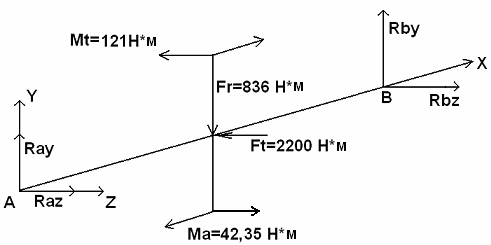 Rby
Mt=121Н*м
X
Fr=836 Н*м
Y
B
Rbz
Ray
Ft=2200 Н*м
A
Raz
Z
Ma=42,35 Н*м